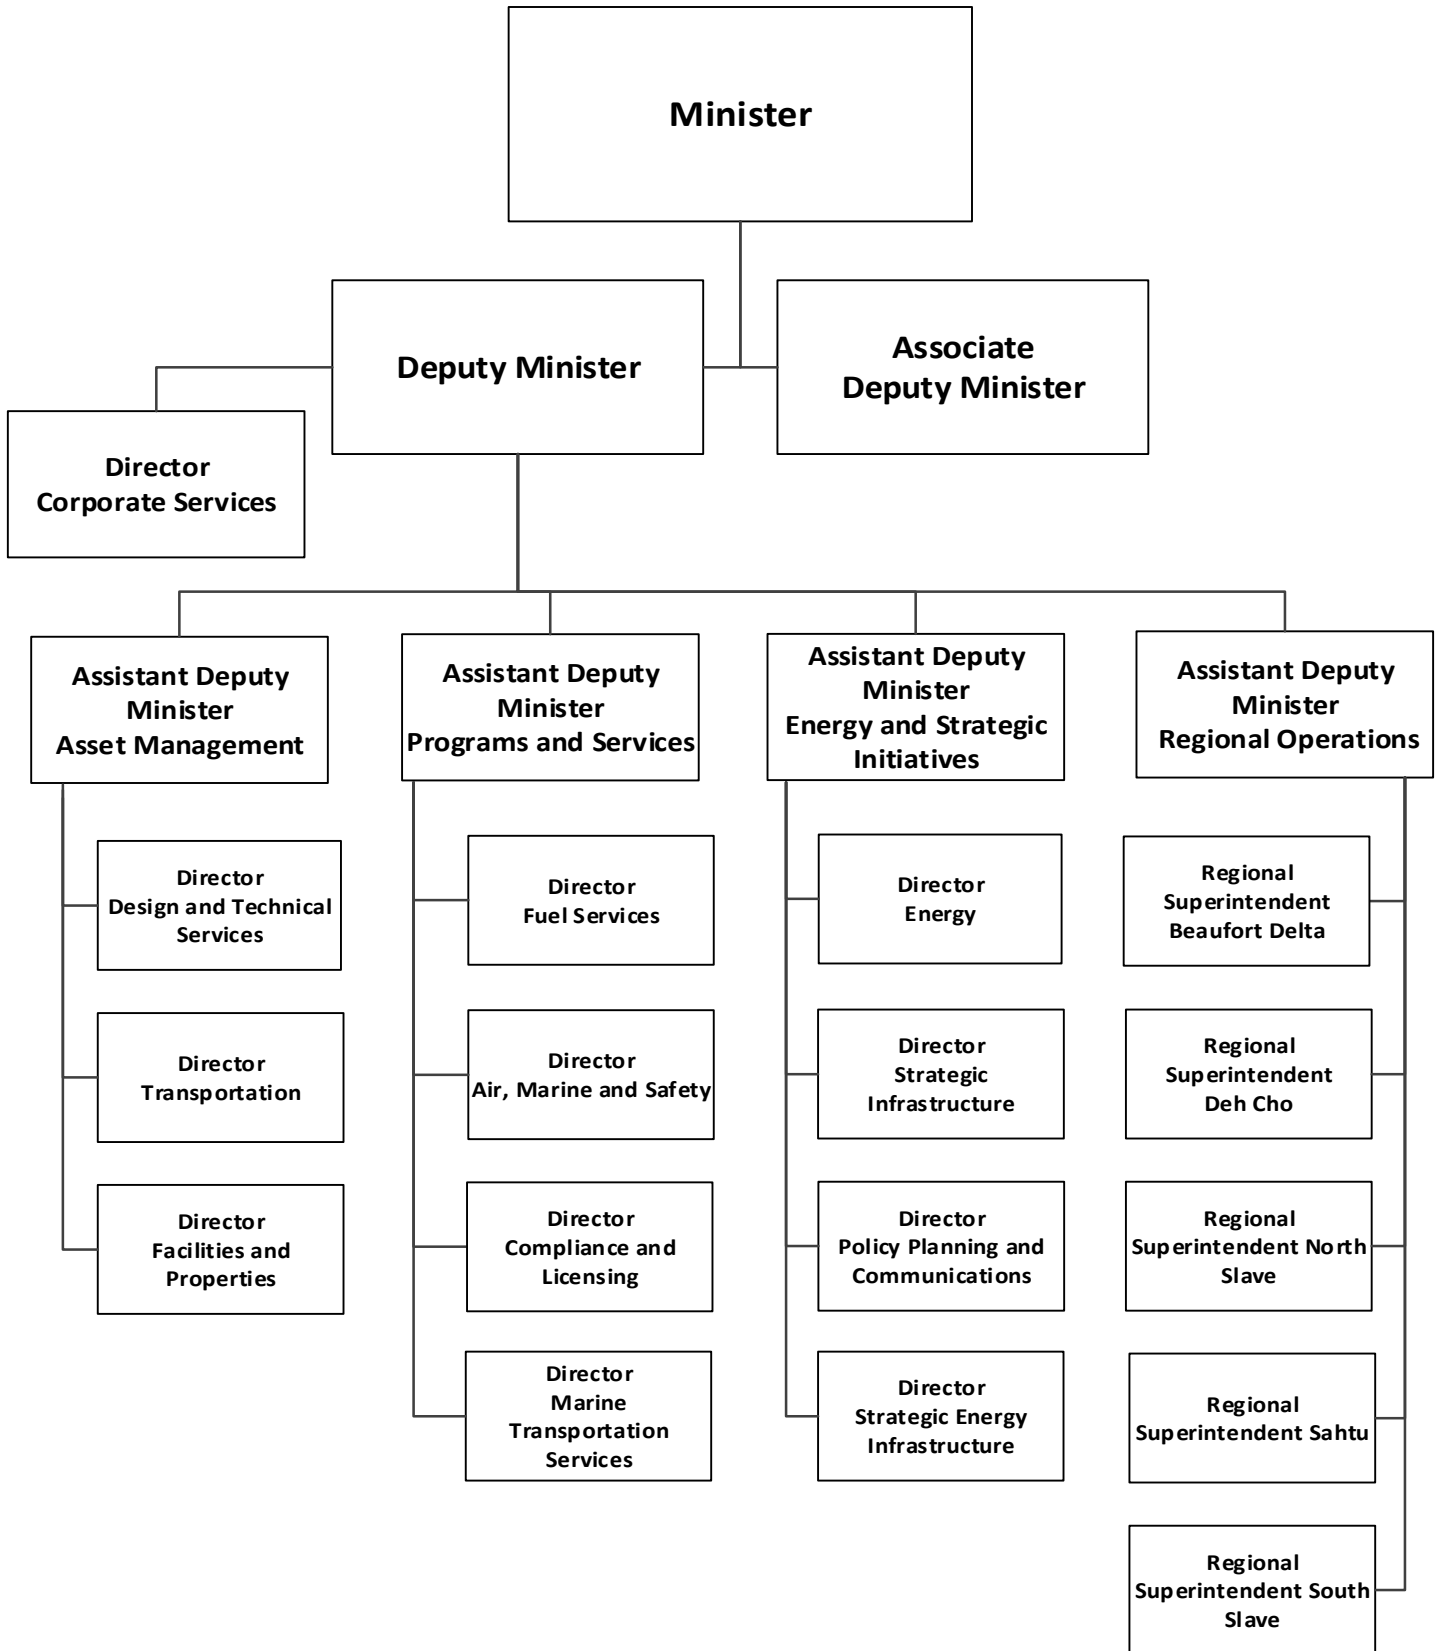 Minister
Deputy Minister
Associate
Deputy Minister
Director
Corporate Services
Assistant Deputy
Minister
Asset Management
Director
Design and Technical
Services
Director
Transportation
Director
Facilities and
Properties
Assistant Deputy
Minister
Programs and Services
Director
Fuel Services
Director
Air, Marine and Safety
Director
Compliance and
Licensing
Director
Marine
Transportation
Services
Assistant Deputy
Minister
Energy and Strategic
Initiatives
Director
Energy
Director
Strategic
Infrastructure
Director
Policy Planning and
Communications
Director
Strategic Energy
Infrastructure
Assistant Deputy
Minister
Regional Operations
Regional
Superintendent
Beaufort Delta
Regional
Superintendent
Deh Cho
Regional
Superintendent North
Slave
Regional
Superintendent Sahtu
Regional
Superintendent South
Slave